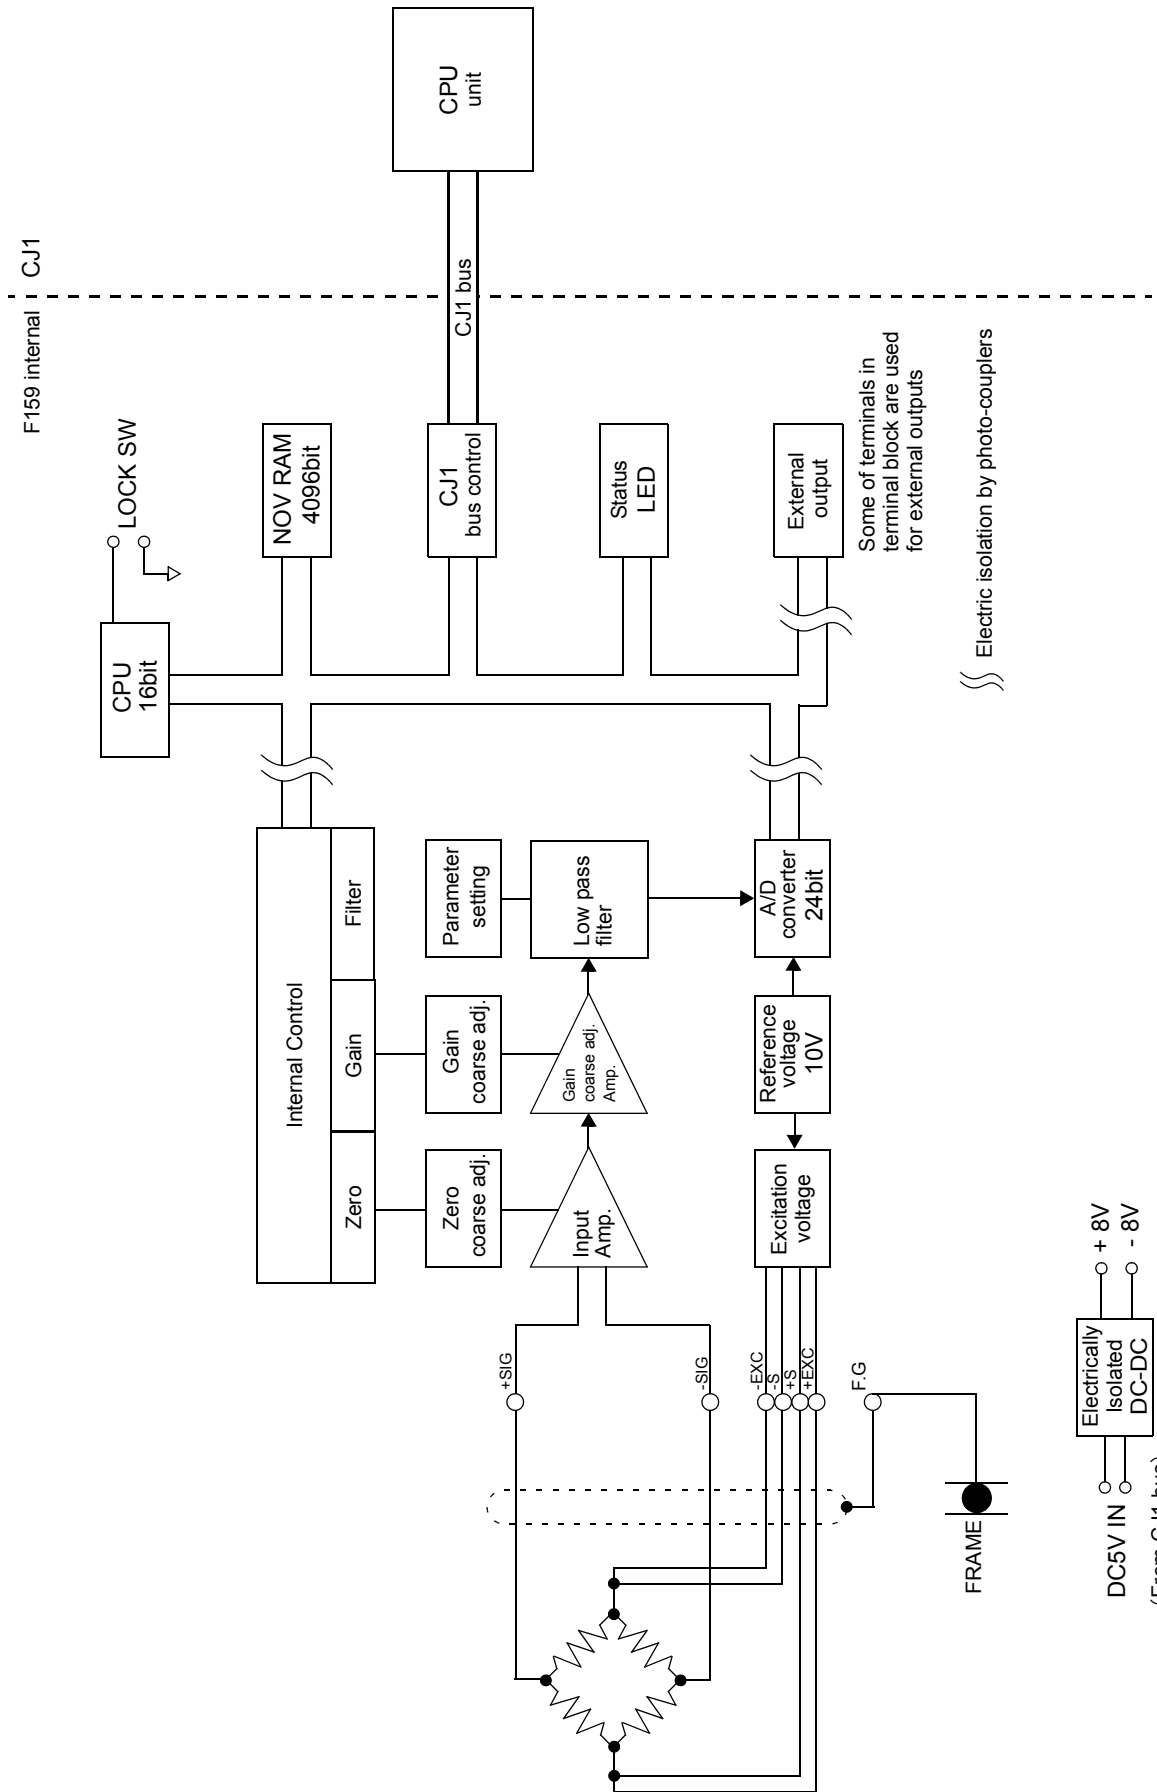 F159 internal
CJ1
LOCK SW
CPU
16bit
NOV RAM
4096bit
CJ1
bus control
CJ1 bus
CPU
unit
Status
LED
External
output
Some of terminals in
terminal block are used
for external outputs
Electric isolation by photo-couplers
Internal Control
Zero
Gain
Filter
Zero
coarse adj.
Gain
coarse adj.
Parameter
setting
Input
Amp.
Gain
coarse adj.
Amp.
Low pass
filter
Excitation
voltage
Reference
voltage
10V
A/D
converter
24bit
+SIG
-SIG
-EXC
-S
+S
+EXC
F.G
FRAME
DC5V IN
(From CJ1 bus)
Electrically
Isolated
DC-DC
+ 8V
- 8V